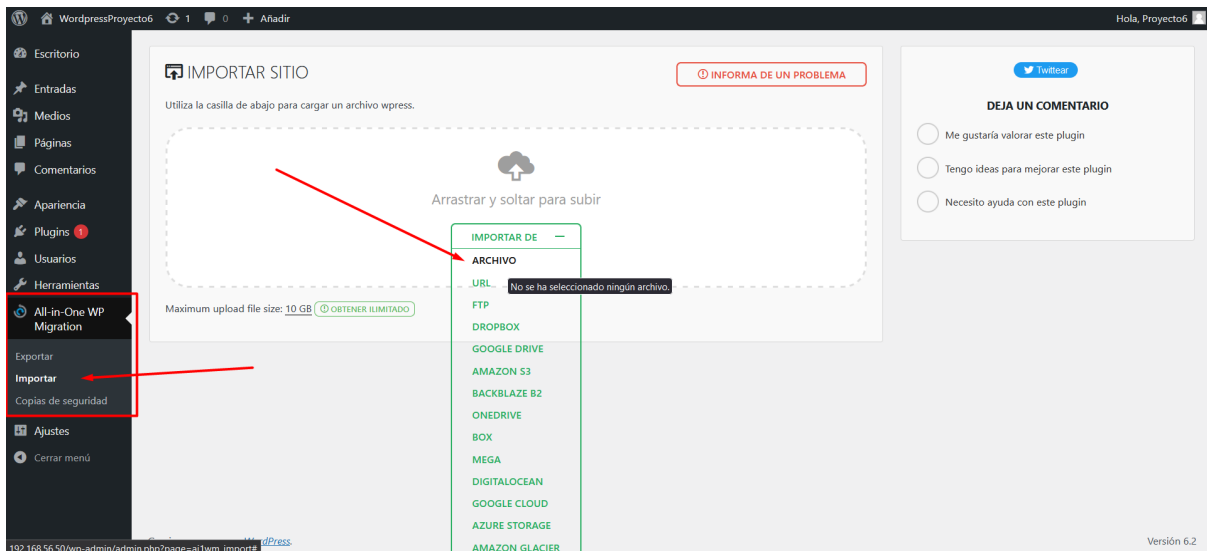 WordpressProyecto6 1 0 Añadir Hola, Proyecto6
Escritorio
Entradas
Medios
Páginas
Comentarios
Apariencia
Plugins 1
Usuarios
Herramientas
All-in-One WP
Migration
Exportar
Importar
Copias de seguridad
Ajustes
Cerrar menú
IMPORTAR SITIO
INFORMA DE UN PROBLEMA
Utiliza la casilla de abajo para cargar un archivo wpress.
Arrastrar y soltar para subir
IMPORTAR DE
ARCHIVO
URL
No se ha seleccionado ningún archivo.
FTP
DROPBOX
GOOGLE DRIVE
AMAZON S3
BACKBLAZE B2
ONEDRIVE
BOX
MEGA
DIGITALOCEAN
GOOGLE CLOUD
AZURE STORAGE
AMAZON GLACIER
Maximum upload file size: 10 GB OBTENER ILIMITADO
Twittear
DEJA UN COMENTARIO
Me gustaría valorar este plugin
Tengo ideas para mejorar este plugin
Necesito ayuda con este plugin
192.168.56.50/wp-admin/admin.php?page=ai1wm_import#
Versión 6.2